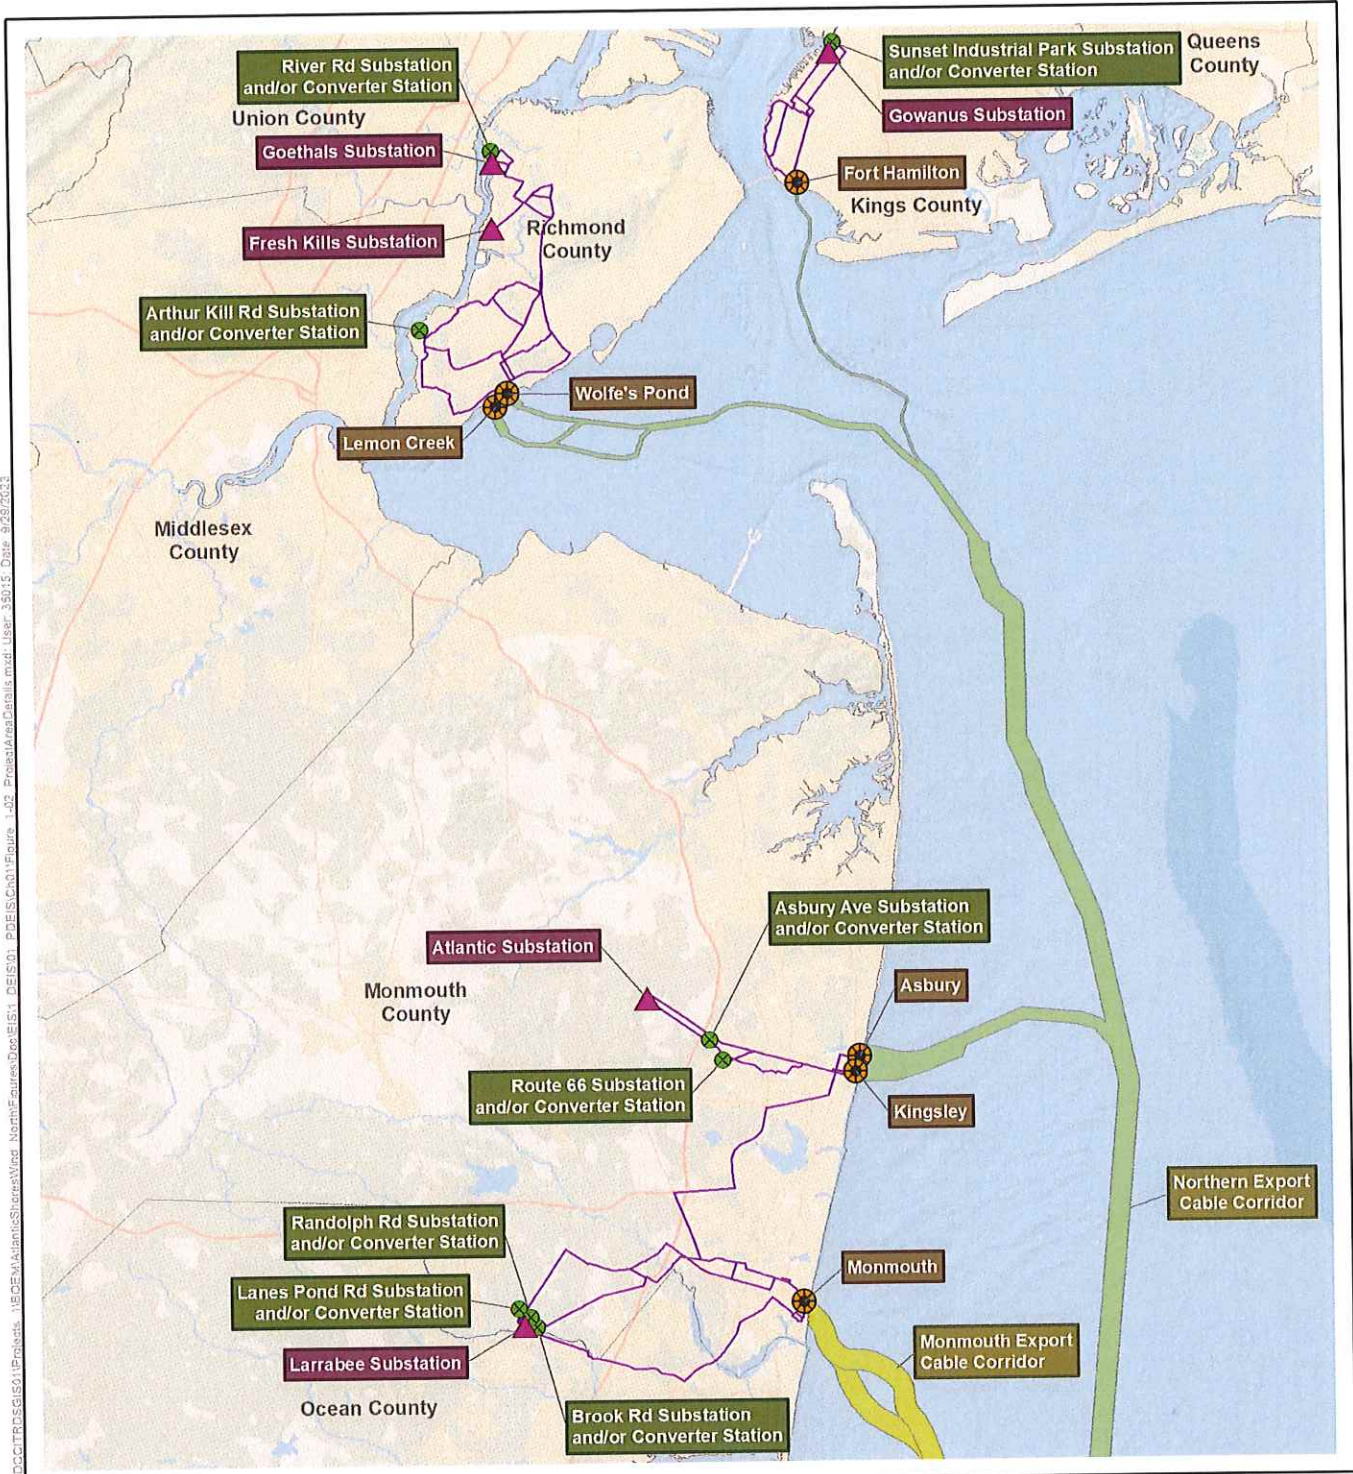 River Rd Substation
and/or Converter Station
Union County
Goethals Substation
Fresh Kills Substation
Richmond
County
Arthur Kill Rd Substation
and/or Converter Station
Wolfe's Pond
Lemon Creek
Middlesex
County
Sunset Industrial Park Substation
and/or Converter Station
Queens
County
Gowanus Substation
Fort Hamilton
Kings County
Asbury Ave Substation
and/or Converter Station
Atlantic Substation
Monmouth
County
Asbury
Route 66 Substation
and/or Converter Station
Kingsley
Northern Export
Cable Corridor
Randolph Rd Substation
and/or Converter Station
Lanes Pond Rd Substation
and/or Converter Station
Larrabee Substation
Ocean County
Monmouth
Monmouth Export
Cable Corridor
Brook Rd Substation
and/or Converter Station